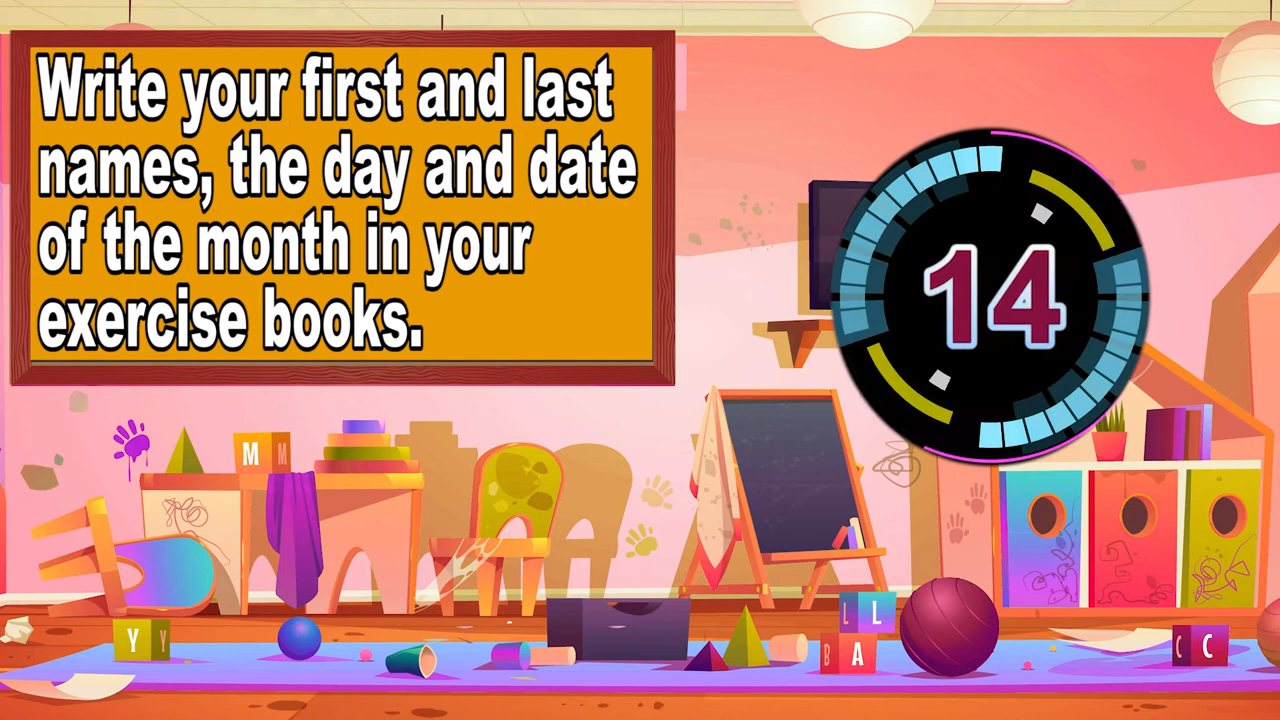 Write your first and last
names, the day and date
of the month in your
exercise books.
14
M M
Y Y
L L
B A
C C